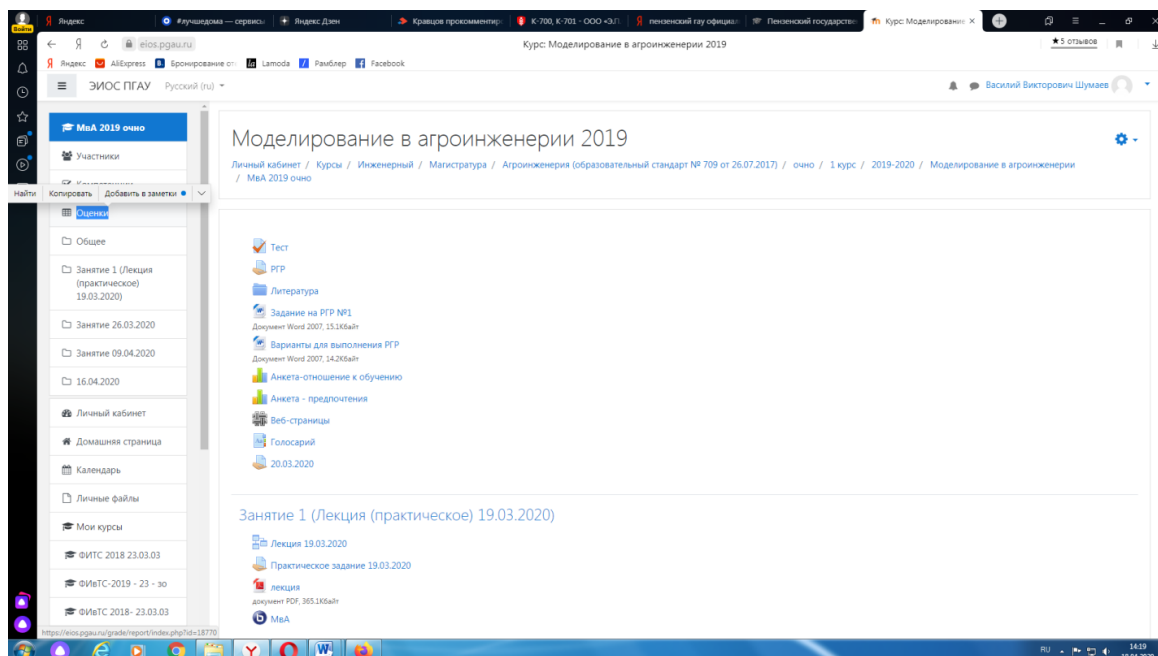 Яндекс
#лучшедома — сервисы
Яндекс Дзен
Кравцов прокомментир
К-700, К-701 - ООО «ЭЛ
пензенский гау официал
Пензенский государстве
Курс: Моделирование
Войти
eios.pgau.ru
Курс: Моделирование в агроинженерии 2019
★5 отзывов
Яндекс
AliExpress
Бронирование от
Lamoda
Рамблер
Facebook
ЭИОС ПГАУ
Русский (ru)
Василий Викторович Шумаев
МвА 2019 очно
Участники
Найти
Копировать
Добавить в заметки
Оценки
Общее
Занятие 1 (Лекция
(практическое)
19.03.2020)
Занятие 26.03.2020
Занятие 09.04.2020
16.04.2020
Личный кабинет
Домашняя страница
Календарь
Личные файлы
Мои курсы
ФИТС 2018 23.03.03
ФИвТС-2019 - 23 - зо
ФИвТС 2018- 23.03.03
https://eios.pgau.ru/grade/report/index.php?id=18770
Моделирование в агроинженерии 2019
Личный кабинет / Курсы / Инженерный / Магистратура / Агроинженерия (образовательный стандарт № 709 от 26.07.2017) / очно / 1 курс / 2019-2020 / Моделирование в агроинженерии
/ МвА 2019 очно
Тест
РГР
Литература
Задание на РГР №1
Документ Word 2007, 15.1Кбайт
Варианты для выполнения РГР
Документ Word 2007, 14.2Кбайт
Анкета-отношение к обучению
Анкета - предпочтения
Веб-страницы
Голосарий
20.03.2020
Занятие 1 (Лекция (практическое) 19.03.2020)
Лекция 19.03.2020
Практическое задание 19.03.2020
лекция
документ PDF, 365.1Кбайт
МвА
RU
14:19